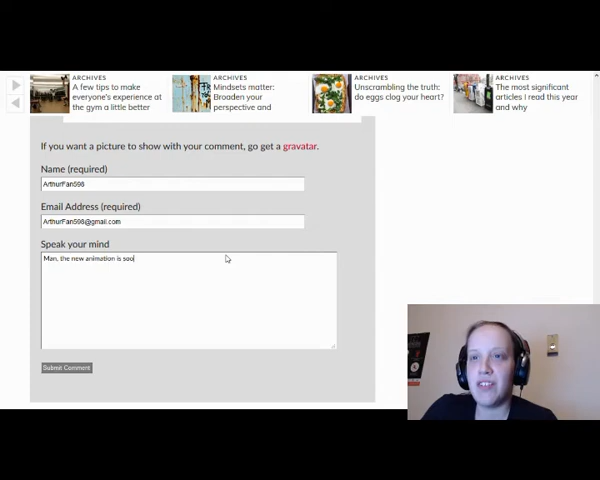 ARCHIVES
A few tips to make
everyone's experience at
the gym a little better
ARCHIVES
Mindsets matter:
Broaden your
perspective and
ARCHIVES
Unscrambling the truth:
do eggs clog your heart?
ARCHIVES
The most significant
articles I read this year
and why
If you want a picture to show with your comment, go get a gravatar.
Name (required)
ArthurFan598
Email Address (required)
ArthurFan598@gmail.com
Speak your mind
Man, the new animation is soo
Submit Comment